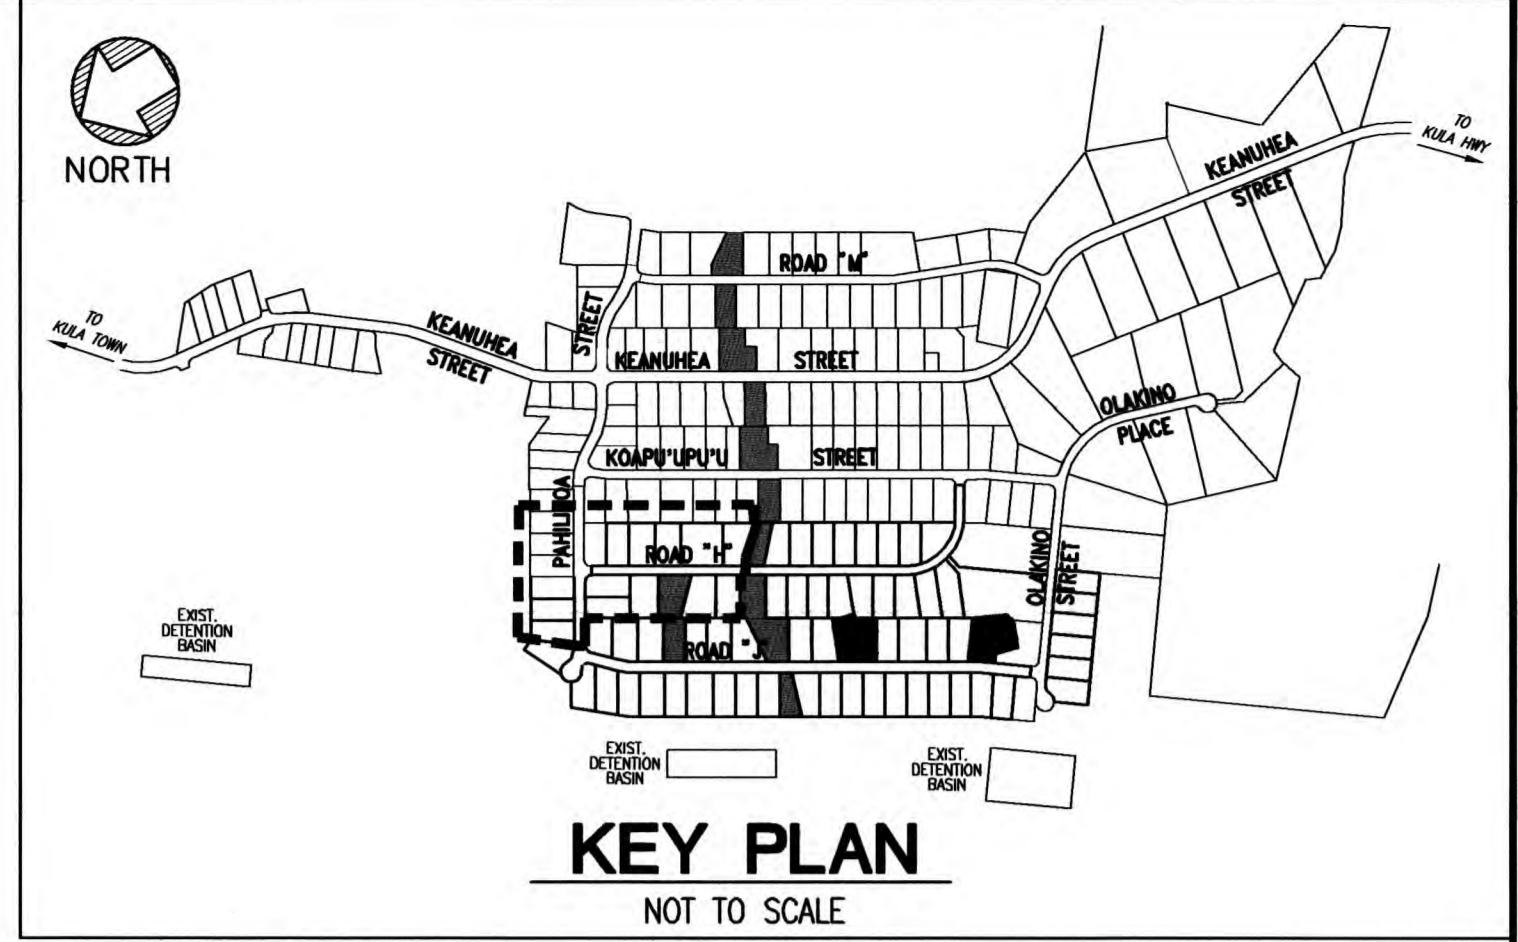 NORTH
TO
KULA HWY
KEANUHEA
STREET
ROAD "M"
STREET
TO
KULA TOWN
KEANUHEA
STREET
KEANUHEA STREET
OLAKINO
PLACE
KOAPU'UPU'U STREET
ROAD "H"
OLAKINO
STREET
EXIST.
DETENTION
BASIN
ROAD "J"
EXIST.
DETENTION
BASIN
EXIST.
DETENTION
BASIN
KEY PLAN
NOT TO SCALE